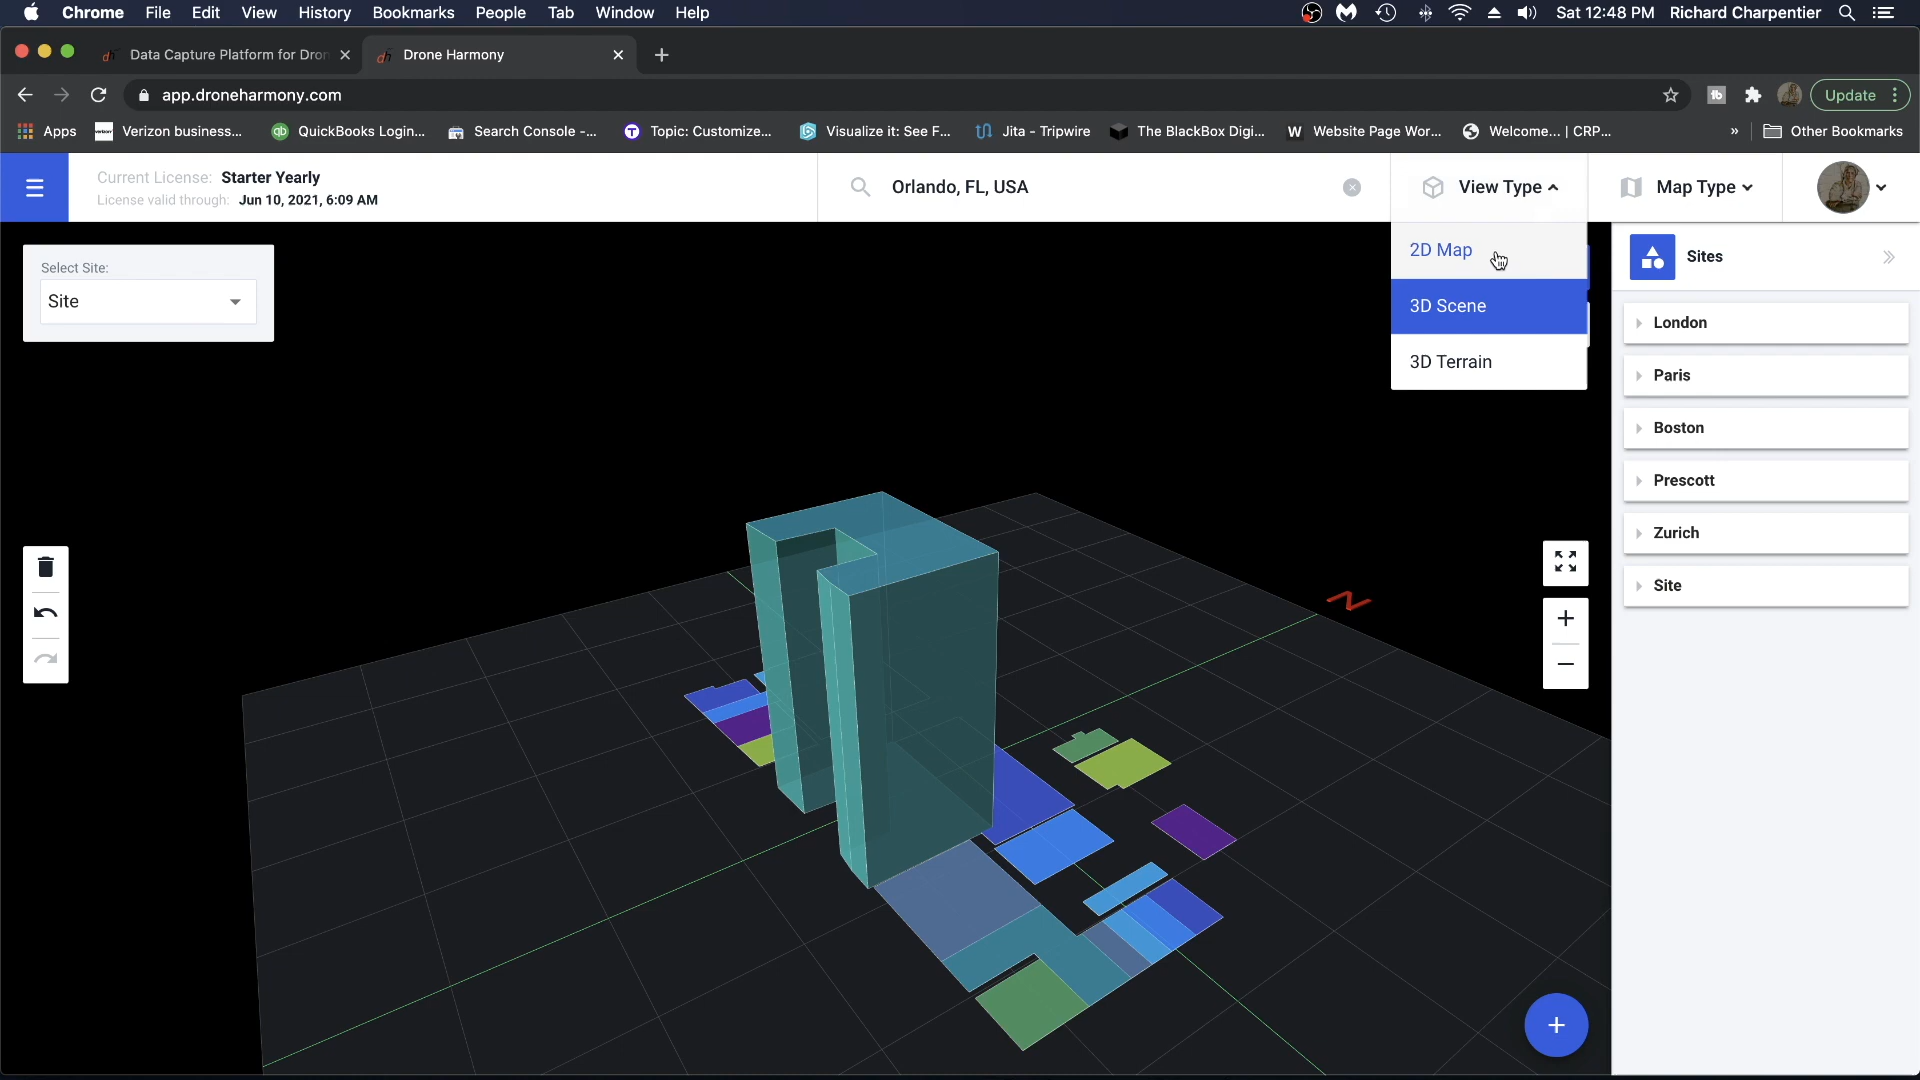 Chrome File Edit View History Bookmarks People Tab Window Help Sat 12:48 PM Richard Charpentier
Data Capture Platform for Dron
Drone Harmony
app.droneharmony.com
Update
Apps Verizon business... QuickBooks Login... Search Console -... Topic: Customize... Visualize it: See F... Jita - Tripwire The BlackBox Digi... Website Page Wor... Welcome... | CRP... » Other Bookmarks
Current License: Starter Yearly
License valid through: Jun 10, 2021, 6:09 AM
Orlando, FL, USA
View Type
Map Type
2D Map
3D Scene
3D Terrain
Select Site:
Site
Sites
London
Paris
Boston
Prescott
Zurich
Site
N